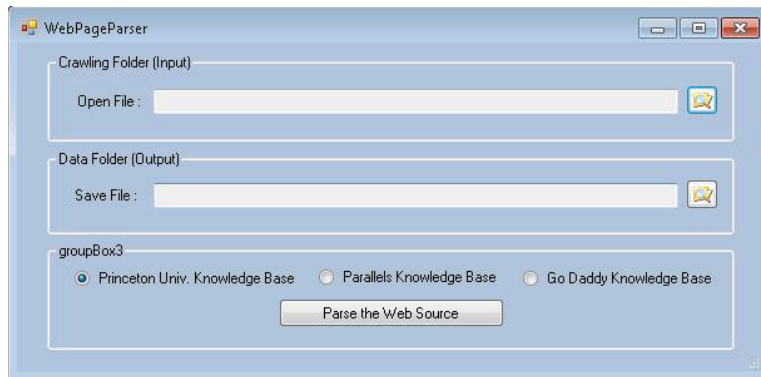 WebPageParser
Crawling Folder (Input)
Open File :
Data Folder (Output)
Save File :
groupBox3
Princeton Univ. Knowledge Base Parallels Knowledge Base Go Daddy Knowledge Base
Parse the Web Source